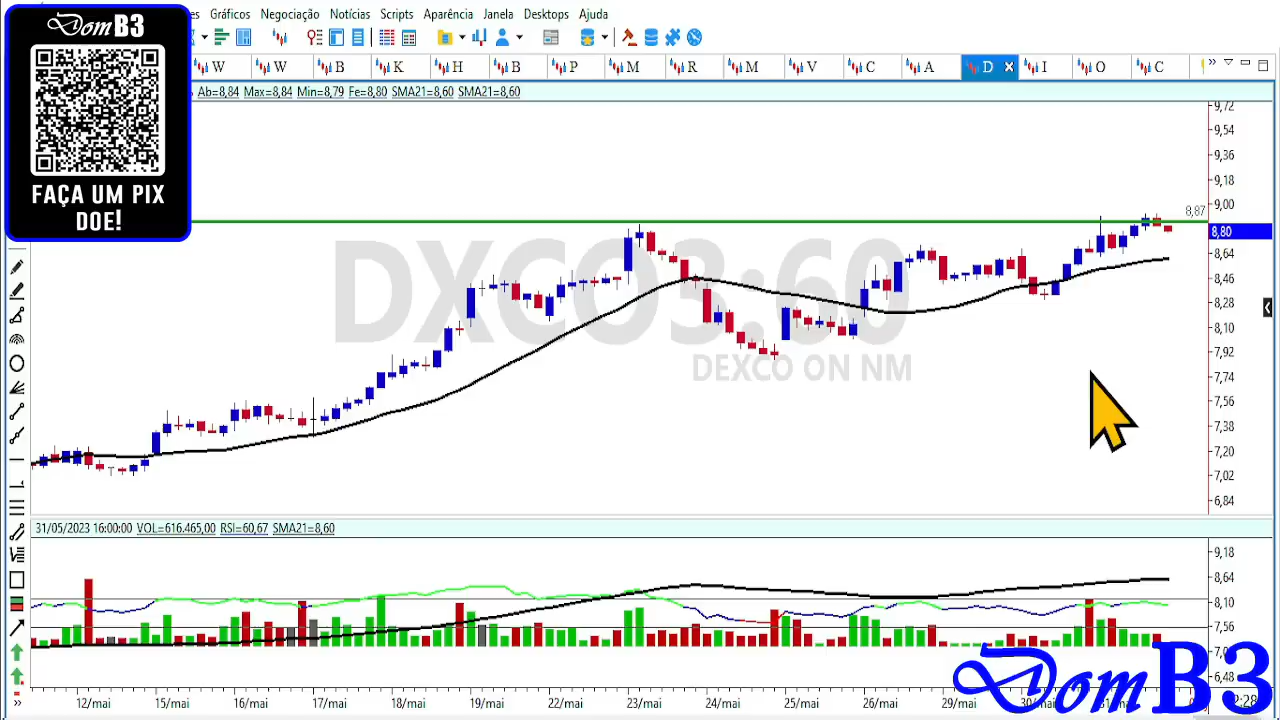 DomB3
FAÇA UM PIX
DOE!
Gráficos Negociação Notícias Scripts Aparência Janela Desktops Ajuda
W W B K H B P M R M V C A D I O C
Ab=8,84 Max=8,84 Min=8,79 Fe=8,80 SMA21=8,60 SMA21=8,60
9,72
9,54
9,36
9,18
9,00
8,87
8,80
8,64
8,46
8,28
8,10
7,92
7,74
7,56
7,38
7,20
7,02
6,84
DXCO3:60
DEXCO ON NM
31/05/2023 16:00:00 VOL=616.465,00 RSI=60,67 SMA21=8,60
9,18
8,64
8,10
7,56
6,48
12/mai 15/mai 16/mai 17/mai 18/mai 19/mai 22/mai 23/mai 24/mai 25/mai 26/mai 29/mai
DomB3